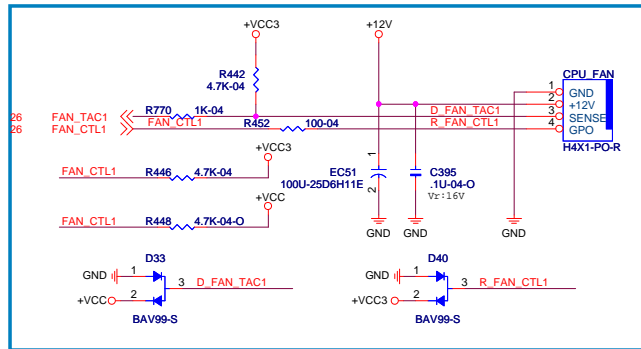 +VCC3
+12V
R442
4.7K-04
CPU_FAN
1 GND
2 +12V
3 SENSE
4 GPO
H4X1-PO-R
26 FAN_TAC1 R770 1K-04 D_FAN_TAC1
26 FAN_CTL1 FAN_CTL1 R452 100-04 R_FAN_CTL1
+VCC3
FAN_CTL1 R446 4.7K-04
EC51
100U-25D6H11E
1
2
C395
.1U-04-O
Vr:16V
+VCC
FAN_CTL1 R448 4.7K-04-O
GND GND GND
D33
GND 1
3 D_FAN_TAC1
+VCC 2
BAV99-S
D40
GND 1
3 R_FAN_CTL1
+VCC3 2
BAV99-S